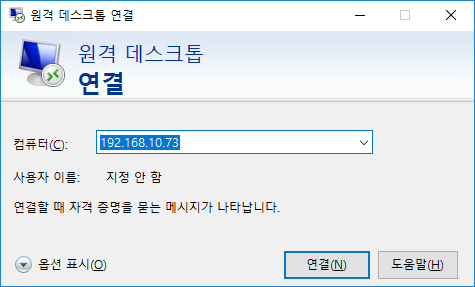 원격 데스크톱 연결
원격 데스크톱
연결
컴퓨터(C): 192.168.10.73
사용자 이름: 지정 안 함
연결할 때 자격 증명을 묻는 메시지가 나타납니다.
옵션 표시(O) 연결(N) 도움말(H)